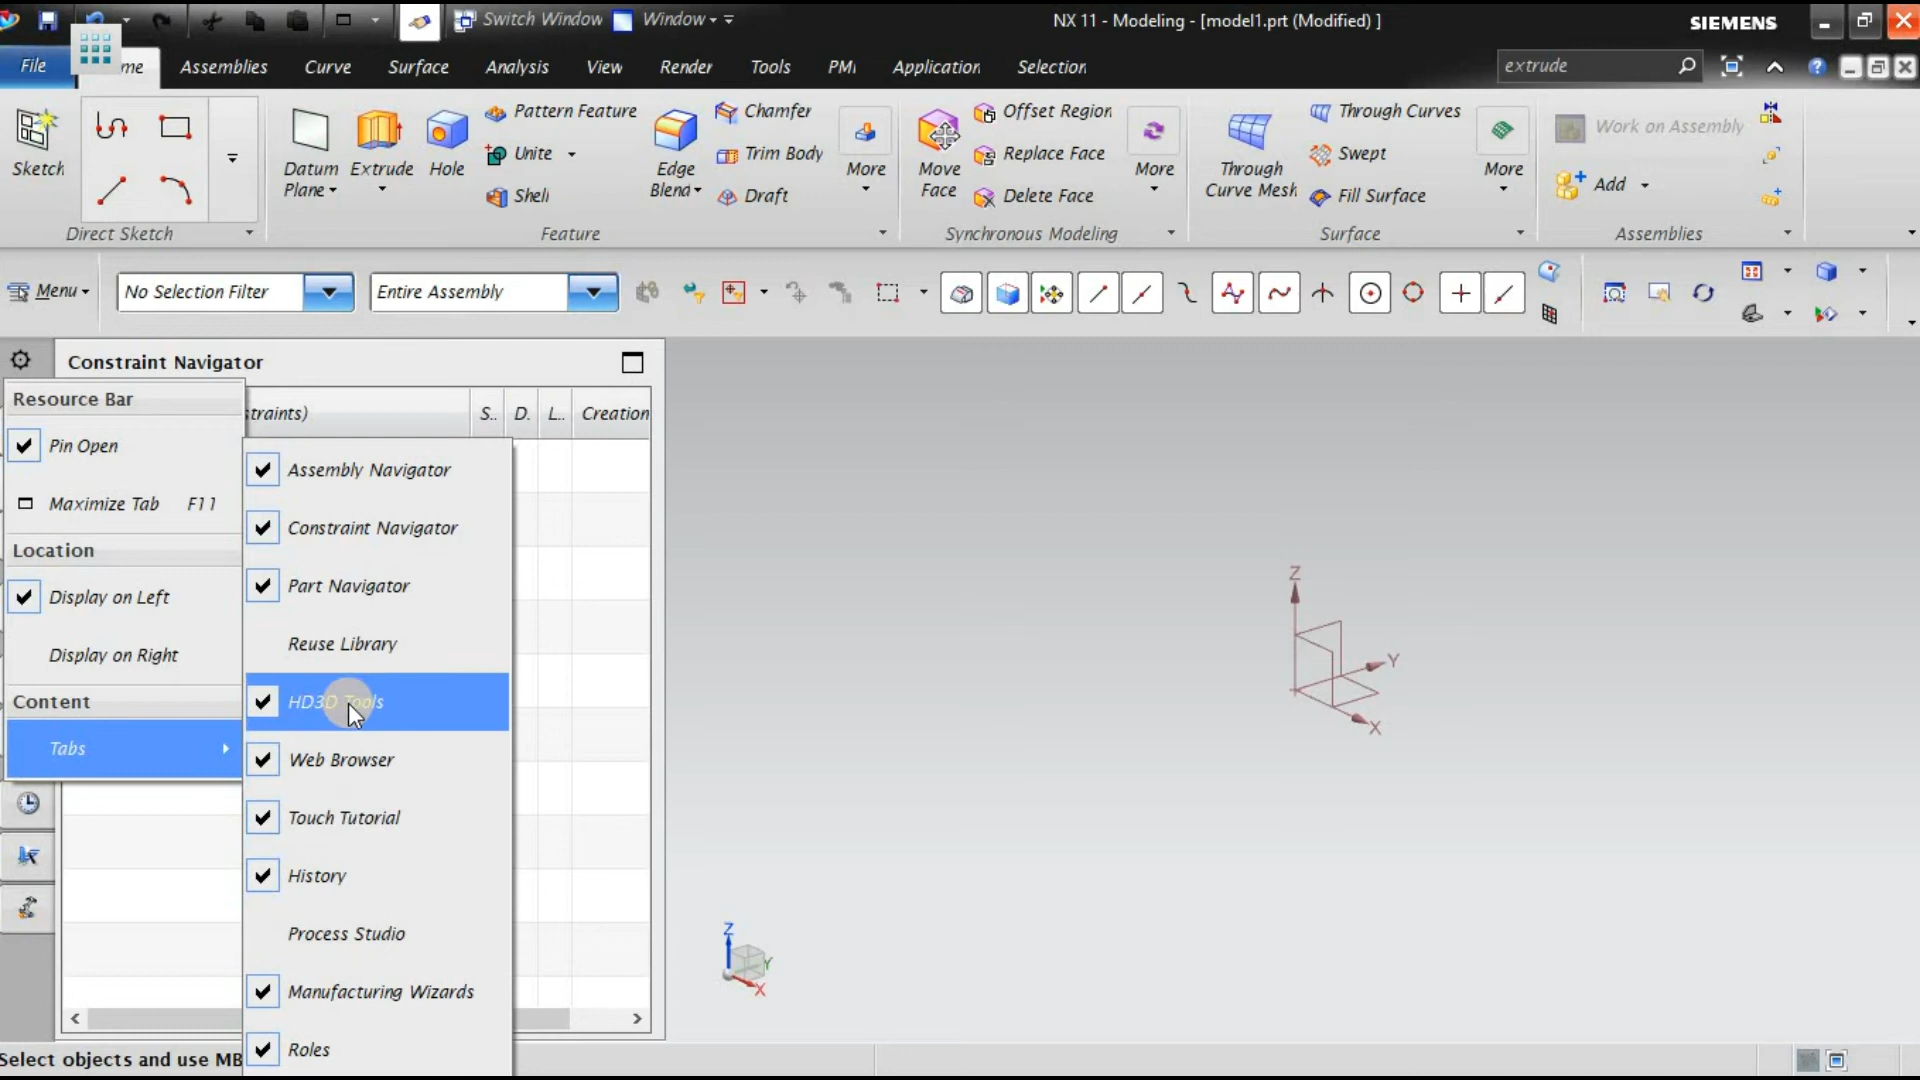 Switch Window
Window
NX 11 - Modeling - [model1.prt (Modified) ]
SIEMENS
File
me
Assemblies
Curve
Surface
Analysis
View
Render
Tools
PMI
Application
Selection
extrude
Sketch
Datum
Plane
Extrude
Hole
Pattern Feature
Unite
Shell
Edge
Blend
Chamfer
Trim Body
Draft
More
Move
Face
Offset Region
Replace Face
Delete Face
More
Through
Curve Mesh
Through Curves
Swept
Fill Surface
More
Work on Assembly
Add
Direct Sketch
Feature
Synchronous Modeling
Surface
Assemblies
Menu
No Selection Filter
Entire Assembly
Constraint Navigator
traints)
S..
D.
L..
Creation
Resource Bar
Pin Open
Maximize Tab F11
Location
Display on Left
Display on Right
Content
Tabs
Assembly Navigator
Constraint Navigator
Part Navigator
Reuse Library
HD3D Tools
Web Browser
Touch Tutorial
History
Process Studio
Manufacturing Wizards
Roles
Z
Y
X
Z
Y
X
Select objects and use MB